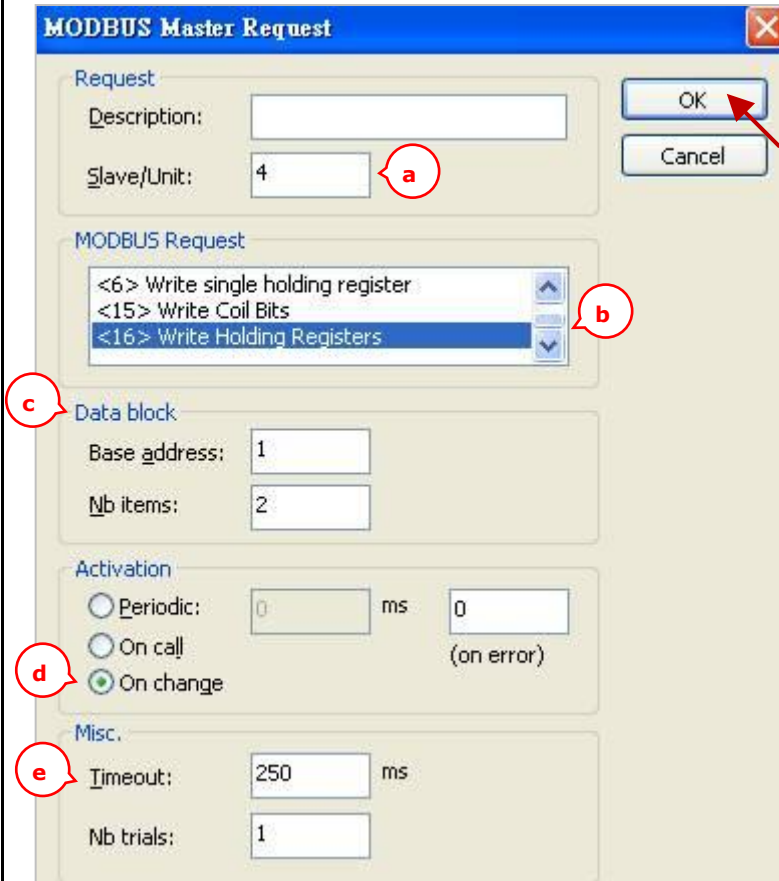 MODBUS Master Request
Request
Description:
OK
Slave/Unit: 4
a
Cancel
MODBUS Request
<6> Write single holding register
<15> Write Coil Bits
<16> Write Holding Registers
b
c
Data block
Base address: 1
Nb items: 2
Activation
Periodic: 0 ms 0
On call
(on error)
d
On change
Misc.
e
Timeout: 250 ms
Nb trials: 1